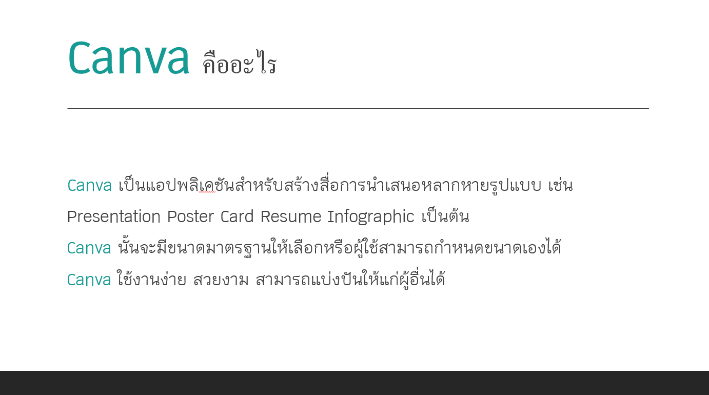 Canva คืออะไร
Canva เป็นแอปพลิเคชันสำหรับสร้างสื่อการนำเสนอหลากหลายรูปแบบ เช่น
Presentation Poster Card Resume Infographic เป็นต้น
Canva นั้นจะมีขนาดมาตรฐานให้เลือกหรือผู้ใช้สามารถกำหนดขนาดเองได้
Canva ใช้งานง่าย สวยงาม สามารถแบ่งปันให้แก่ผู้อื่นได้